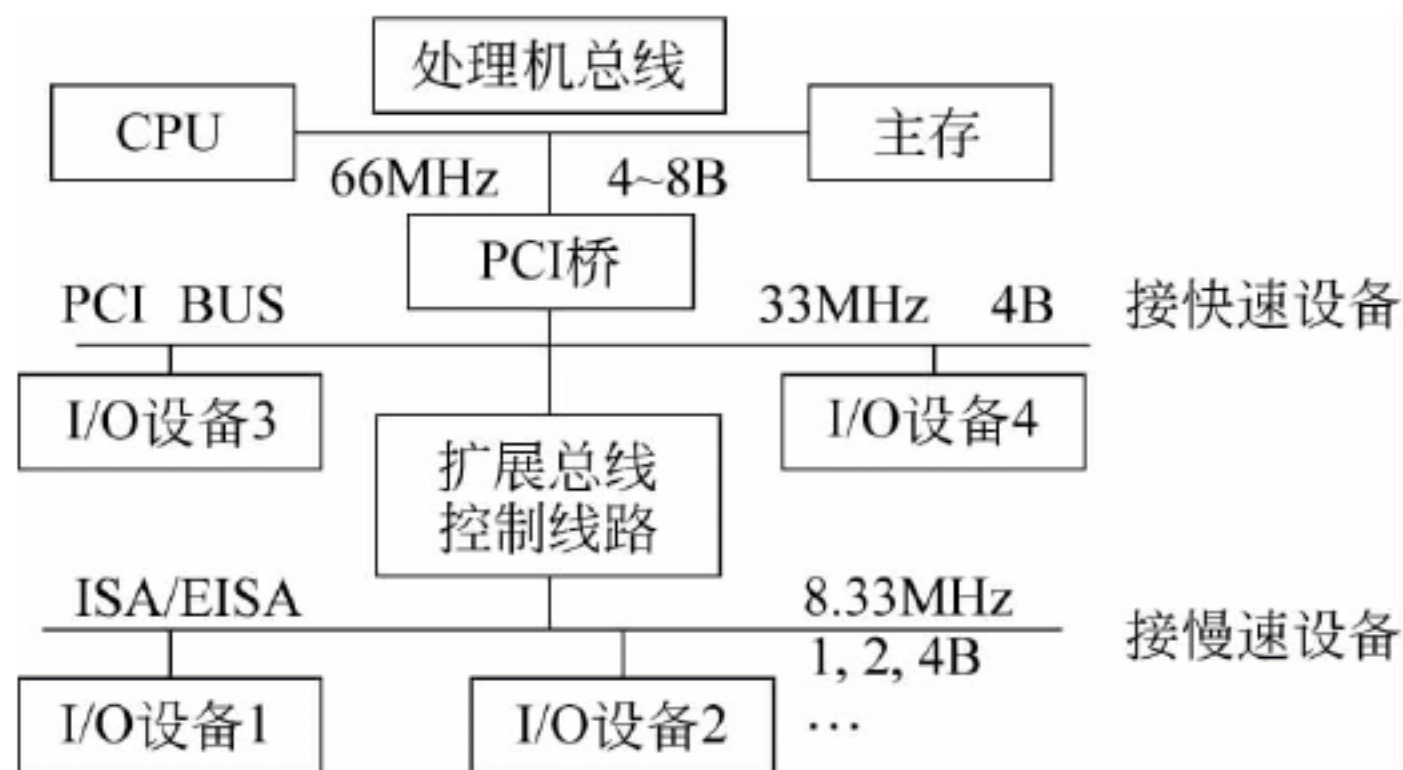 处理机总线
CPU
主存
66MHz
4~8B
PCI桥
PCI BUS
33MHz 4B
接快速设备
I/O设备3
I/O设备4
扩展总线
控制线路
ISA/EISA
8.33MHz
接慢速设备
1, 2, 4B
I/O设备1
I/O设备2
…